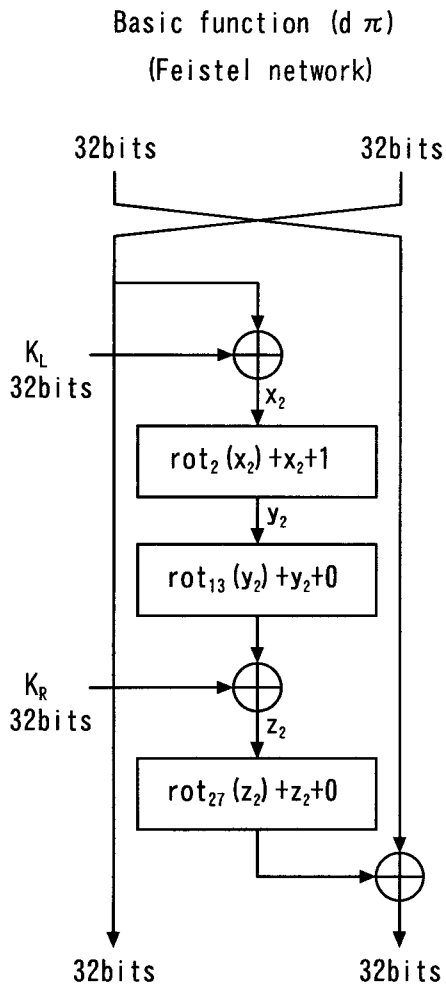 Basic function (d π)
(Feistel network)
32bits 32bits
K_L
32bits
x_2
rot_2(x_2)+x_2+1
y_2
rot_13(y_2)+y_2+0
K_R
32bits
z_2
rot_27(z_2)+z_2+0
32bits 32bits